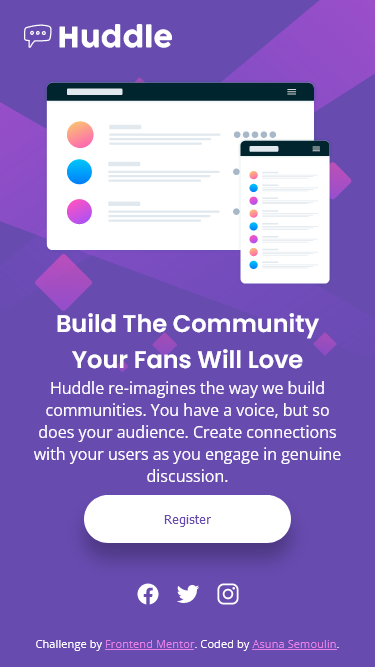 Huddle
Build The Community
Your Fans Will Love
Huddle re-imagines the way we build
communities. You have a voice, but so
does your audience. Create connections
with your users as you engage in genuine
discussion.
Register
Challenge by Frontend Mentor. Coded by Asuna Semoulin.